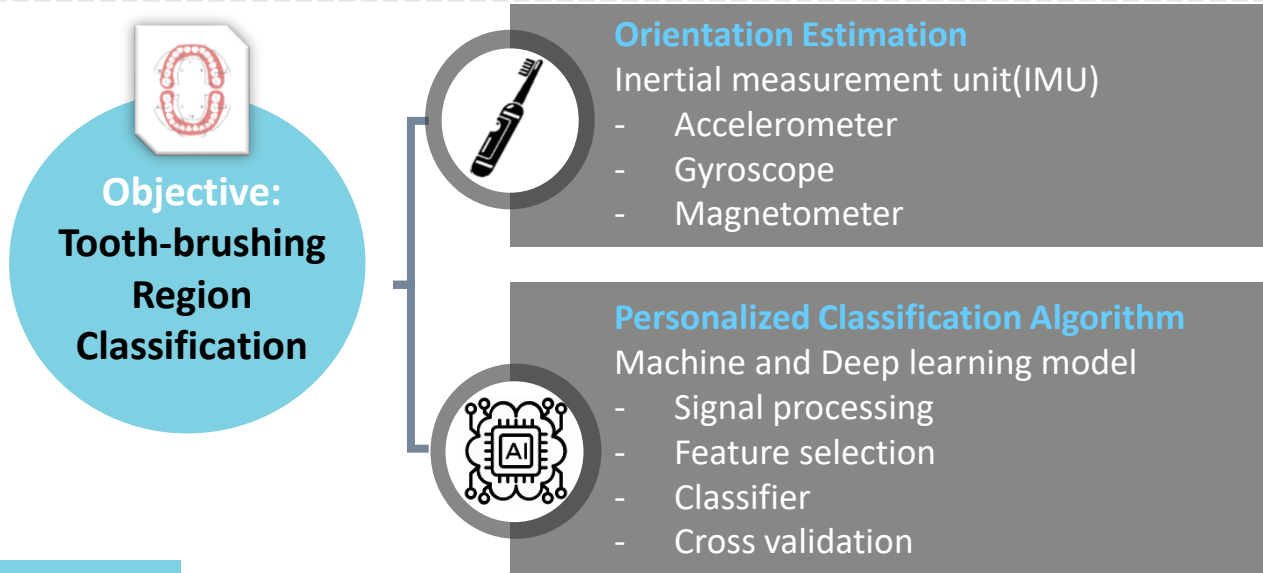 Objective:
Tooth-brushing
Region
Classification
Orientation Estimation
Inertial measurement unit(IMU)
- Accelerometer
- Gyroscope
- Magnetometer
Personalized Classification Algorithm
Machine and Deep learning model
- Signal processing
- Feature selection
- Classifier
- Cross validation
AI